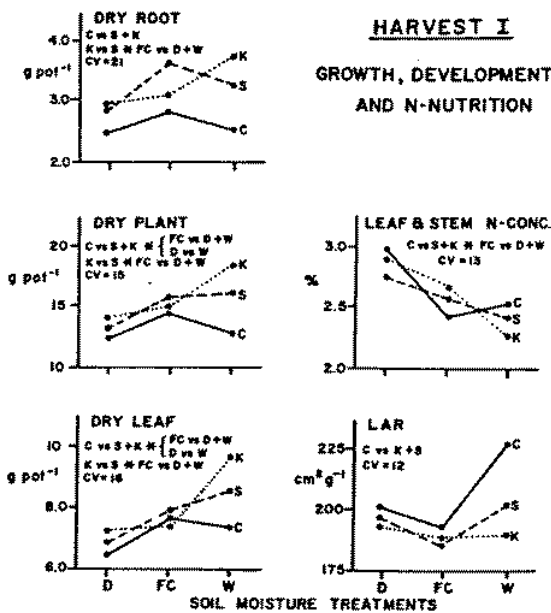 HARVEST I
GROWTH, DEVELOPMENT
AND N-NUTRITION
DRY ROOT
C vs S+K
K vs S * FC vs D+W
CV=21
g pot⁻¹
4.0
3.0
2.0
K
S
C
DRY PLANT
C vs S+K * { FC vs D+W
D vs W
K vs S * FC vs D+W
CV=15
g pot⁻¹
20
15
10
K
S
C
LEAF & STEM N-CONC.
C vs S+K * FC vs D+W
CV=13
%
3.0
2.5
2.0
C
S
K
DRY LEAF
C vs S+K * { FC vs D+W
D vs W
K vs S * FC vs D+W
g pot⁻¹
10
8.0
6.0
K
S
C
D FC W
LAR
C vs K+S
CV=12
cm² g⁻¹
225
200
175
C
S
K
D FC W
SOIL MOISTURE TREATMENTS